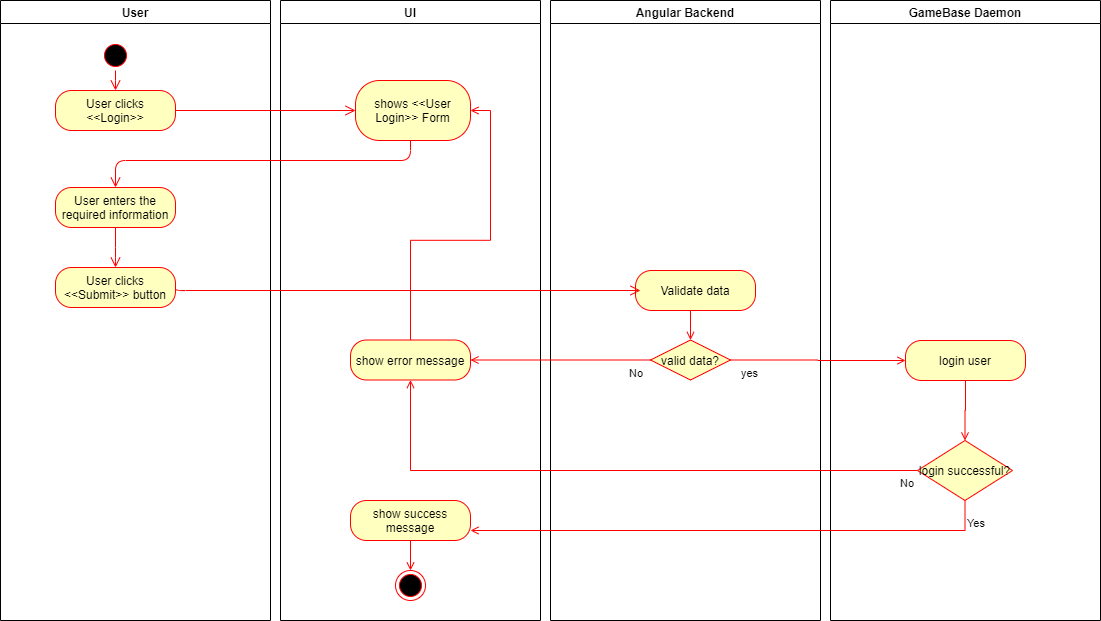 User
UI
Angular Backend
GameBase Daemon
User clicks
<<Login>>
shows <<User
Login>> Form
User enters the
required information
User clicks
<<Submit>> button
Validate data
show error message
valid data?
No
yes
login user
login successful?
No
show success
message
Yes